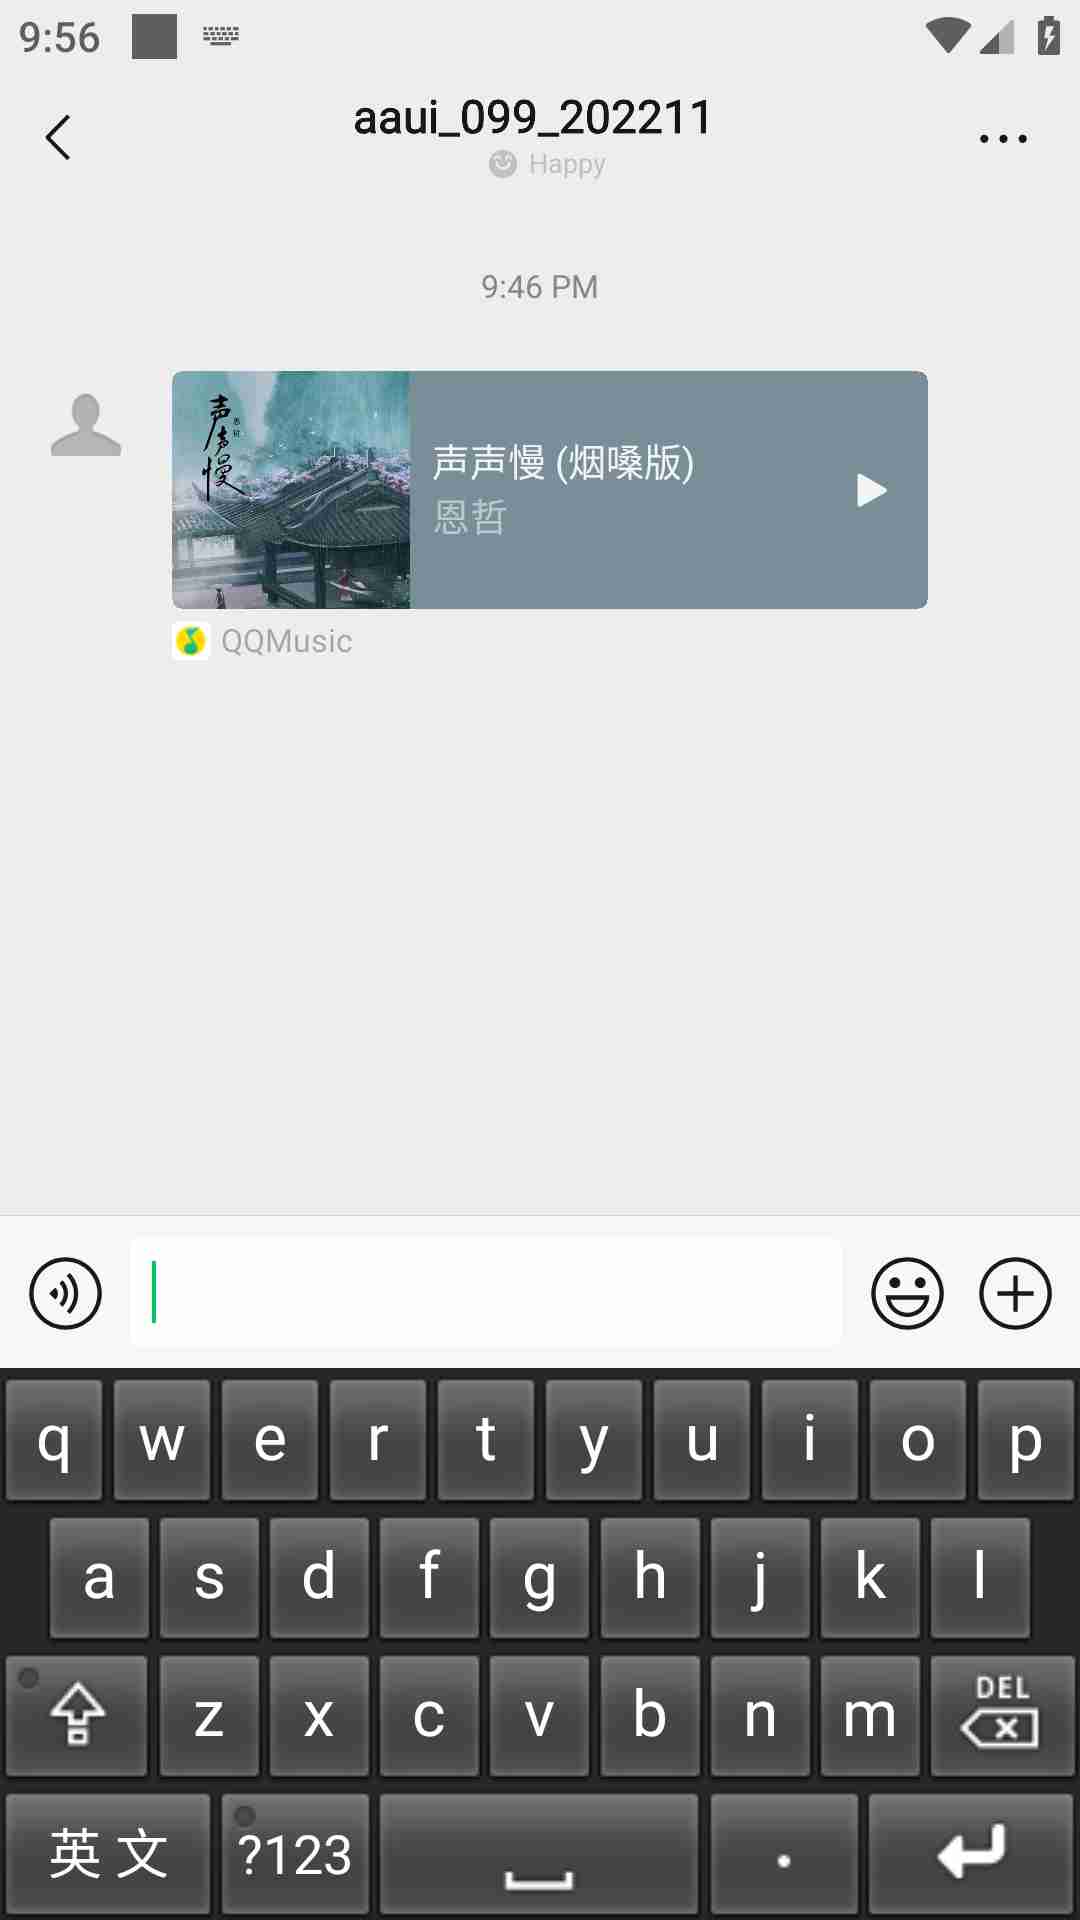 9:56
aaui_099_202211
Happy
9:46 PM
声声慢
恩哲
声声慢 (烟嗓版)
恩哲
QQMusic
q w e r t y u i o p
a s d f g h j k l
z x c v b n m DEL
英文 ?123 .